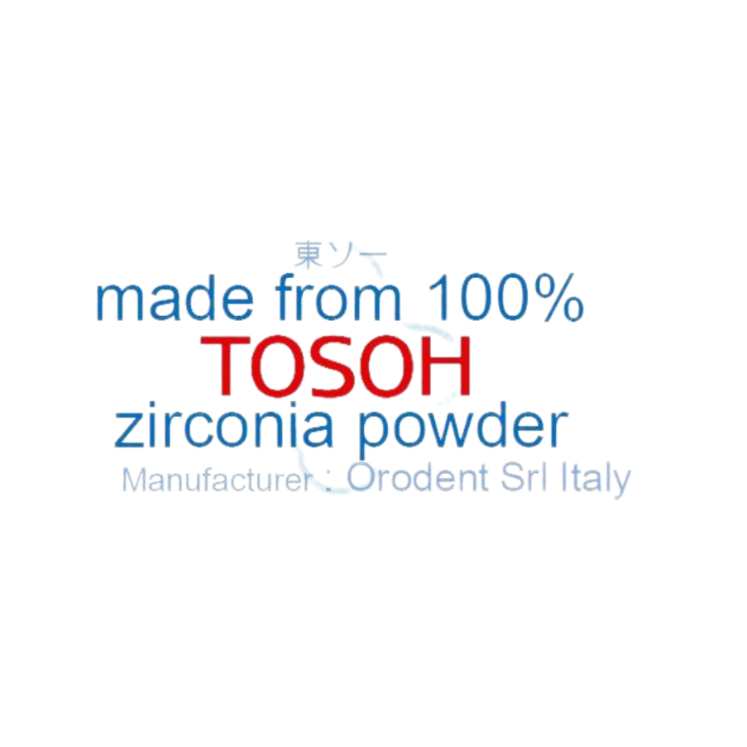 東ソー
made from 100%
TOSOH
zirconia powder
Manufacturer : Orodent Srl Italy